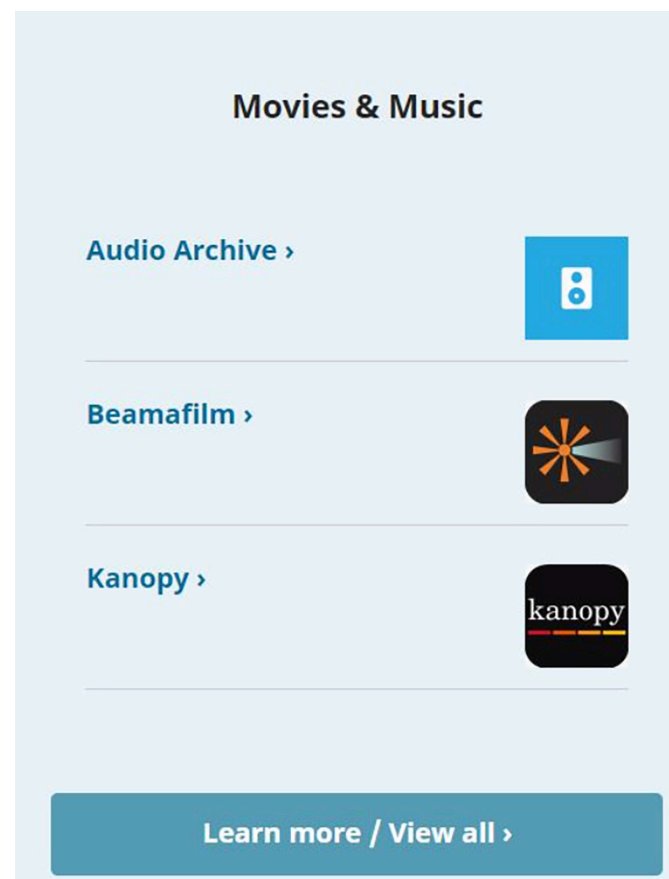 Movies & Music
Audio Archive ›
Beamafilm ›
Kanopy ›
kanopy
Learn more / View all ›